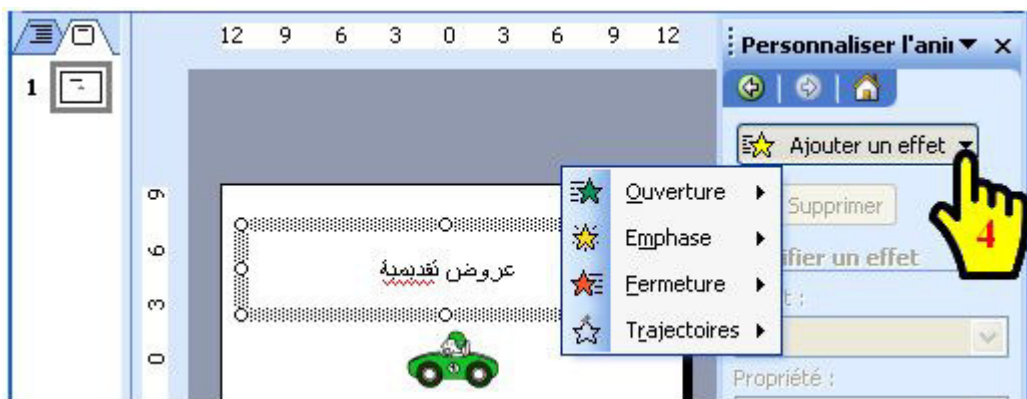 12 9 6 3 0 3 6 9 12
Personnaliser l'anii
1
Ajouter un effet
9
6
3
0
Ouverture
Emphase
Fermeture
Trajectoires
Supprimer
4
ifier un effet
t :
عروض تقديمية
Propriété :